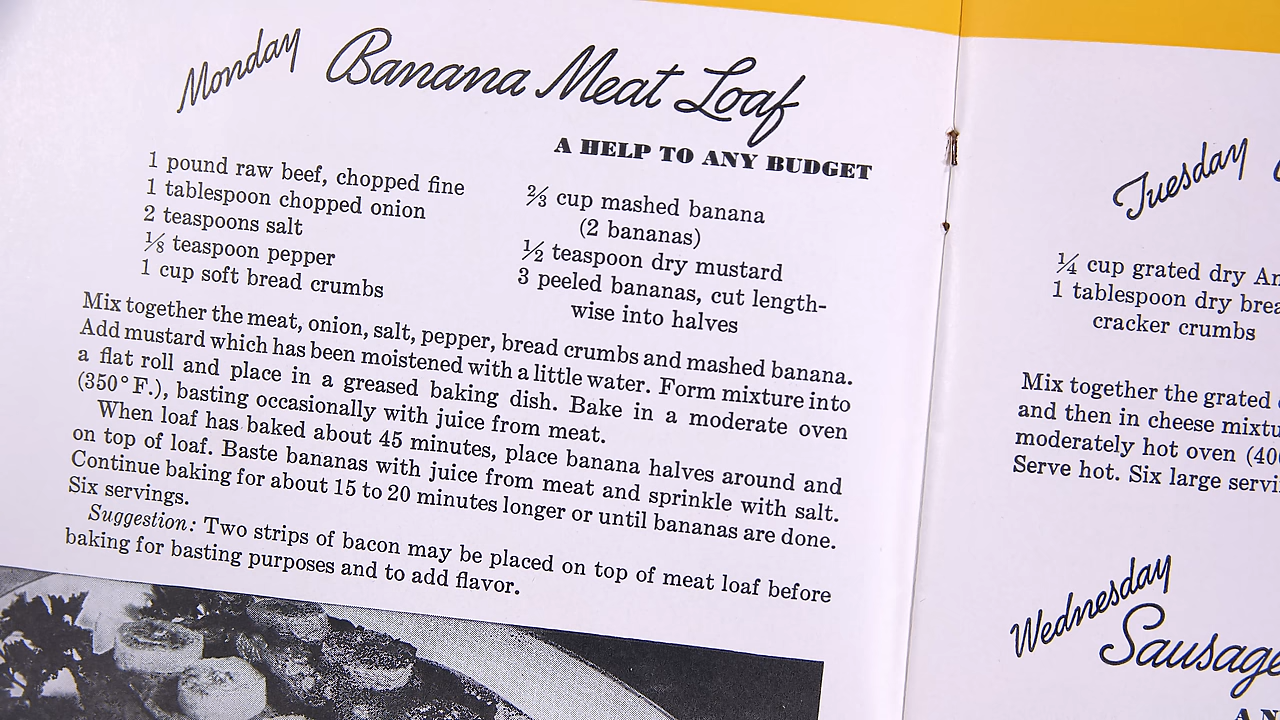 Monday Banana Meat Loaf
A HELP TO ANY BUDGET
1 pound raw beef, chopped fine
1 tablespoon chopped onion
2 teaspoons salt
⅛ teaspoon pepper
1 cup soft bread crumbs
⅔ cup mashed banana
(2 bananas)
½ teaspoon dry mustard
3 peeled bananas, cut length-
wise into halves
Mix together the meat, onion, salt, pepper, bread crumbs and mashed banana.
Add mustard which has been moistened with a little water. Form mixture into
a flat roll and place in a greased baking dish. Bake in a moderate oven
(350° F.), basting occasionally with juice from meat.
When loaf has baked about 45 minutes, place banana halves around and
on top of loaf. Baste bananas with juice from meat and sprinkle with salt.
Continue baking for about 15 to 20 minutes longer or until bananas are done.
Six servings.
Suggestion: Two strips of bacon may be placed on top of meat loaf before
baking for basting purposes and to add flavor.
Tuesday
¼ cup grated dry
1 tablespoon dry
cracker crumbs
Mix together the grated
and then in cheese
moderately hot oven
Serve hot. Six large
Wednesday
Sausage